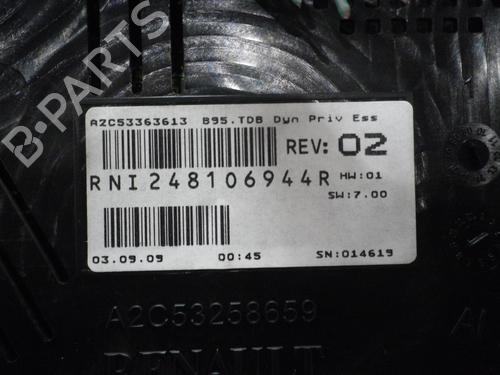 B-PARTS
A2C53363613 B95.TDB Dyn Priv Ess
REV: 02
RNI248106944R HW:01
SW:7.00
03.09.09 00:45 SN:014619
A2C53258659
RENAULT